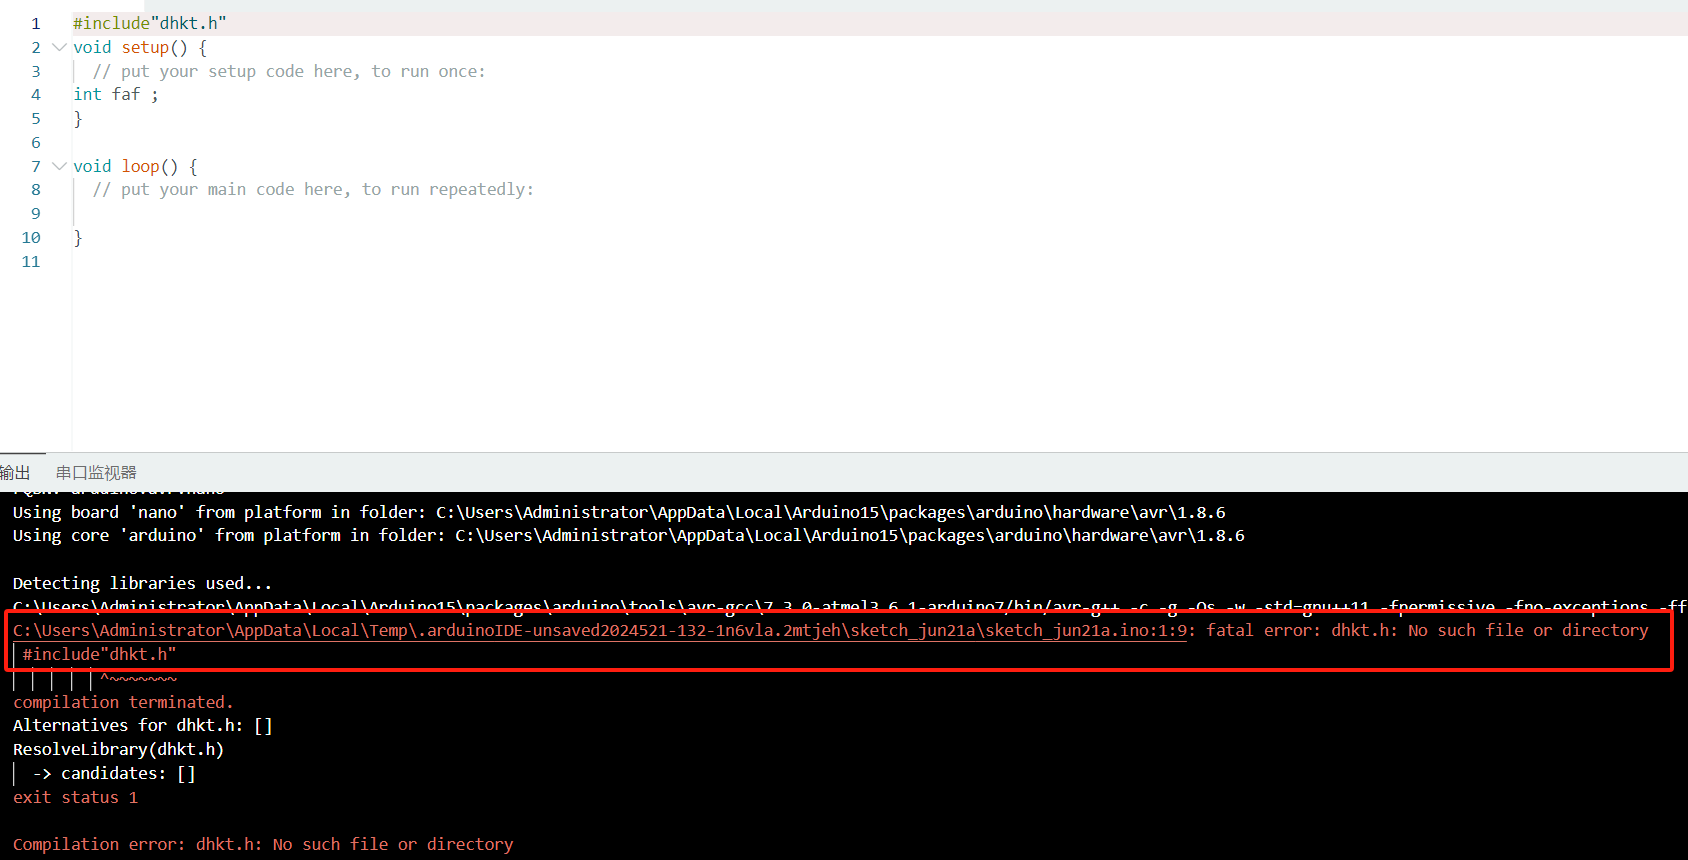 1 #include"dhkt.h"
2 void setup() {
3 // put your setup code here, to run once:
4 int faf ;
5 }
6
7 void loop() {
8 // put your main code here, to run repeatedly:
9
10 }
11
输出 串口监视器
Using board 'nano' from platform in folder: C:\Users\Administrator\AppData\Local\Arduino15\packages\arduino\hardware\avr\1.8.6
Using core 'arduino' from platform in folder: C:\Users\Administrator\AppData\Local\Arduino15\packages\arduino\hardware\avr\1.8.6
Detecting libraries used...
C:\Users\Administrator\AppData\Local\Arduino15\packages\arduino\tools\avr-gcc\7.3.0-atmel3.6.1-arduino7/bin/avr-g++ -c -g -Os -w -std=gnu++11 -fpermissive -fno-exceptions -ff
C:\Users\Administrator\AppData\Local\Temp\.arduinoIDE-unsaved2024521-132-1n6vla.2mtjeh\sketch_jun21a\sketch_jun21a.ino:1:9: fatal error: dhkt.h: No such file or directory
#include"dhkt.h"
^~~~~~~~
compilation terminated.
Alternatives for dhkt.h: []
ResolveLibrary(dhkt.h)
-> candidates: []
exit status 1
Compilation error: dhkt.h: No such file or directory